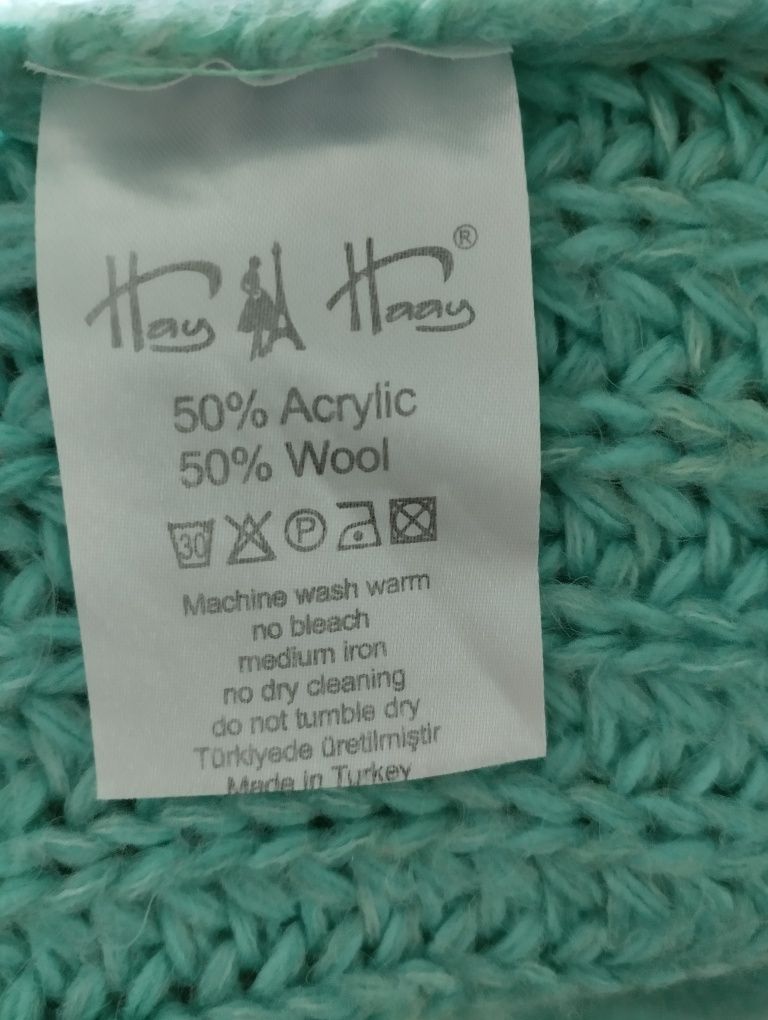 Hay Haay ®
50% Acrylic
50% Wool
30 P
Machine wash warm
no bleach
medium iron
no dry cleaning
do not tumble dry
Türkiyede üretilmiştir
Made in Turkey